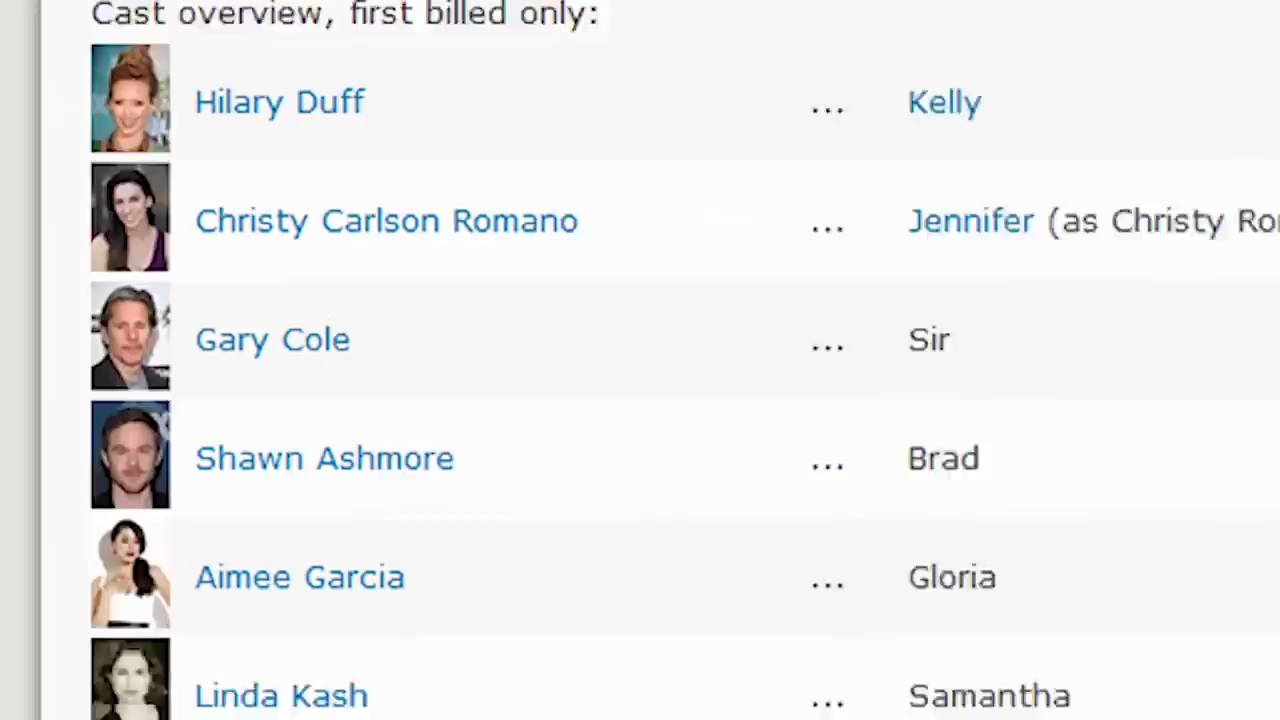 Cast overview, first billed only:
Hilary Duff ... Kelly
Christy Carlson Romano ... Jennifer (as Christy
Gary Cole ... Sir
Shawn Ashmore ... Brad
Aimee Garcia ... Gloria
Linda Kash ... Samantha